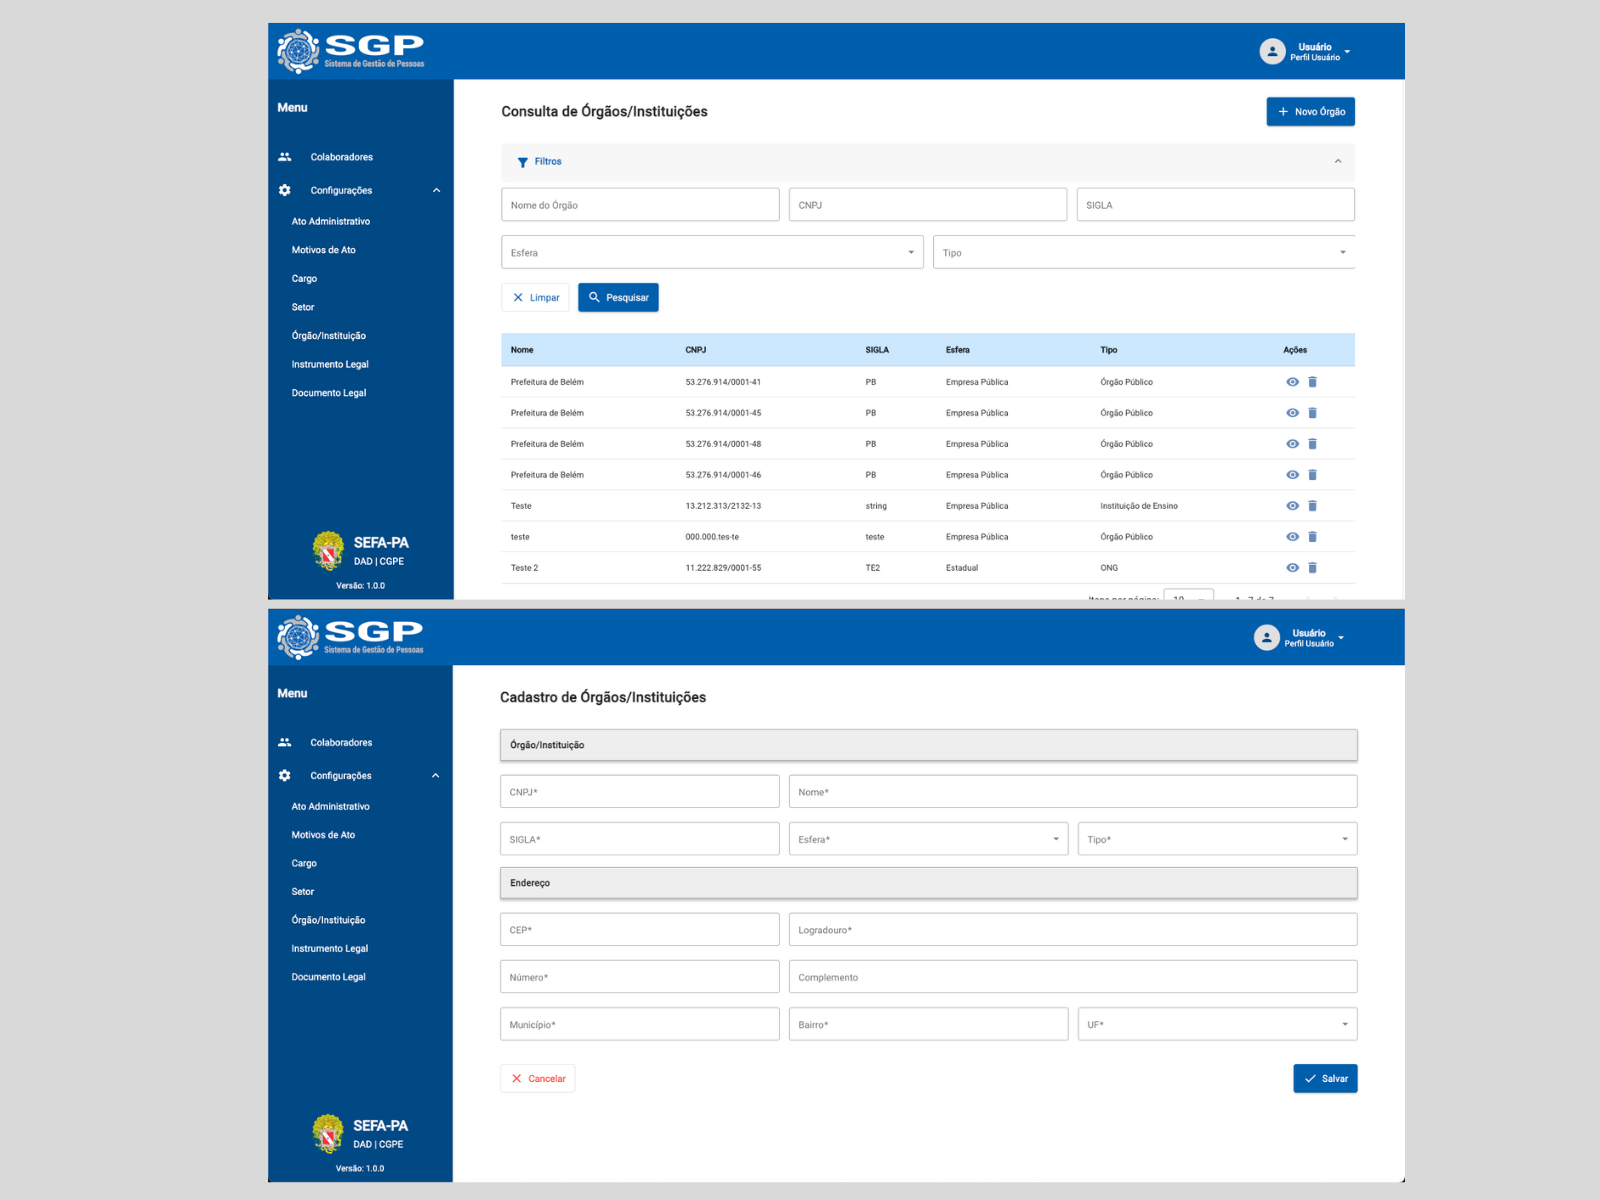 SGP
Sistema de Gestão de Pessoas
Usuário
Perfil Usuário
Menu
Colaboradores
Configurações
Ato Administrativo
Motivos de Ato
Cargo
Setor
Órgão/Instituição
Instrumento Legal
Documento Legal
SEFA-PA
DAD | CGPE
Versão: 1.0.0
Consulta de Órgãos/Instituições
Novo Órgão
Filtros
Nome do Órgão CNPJ SIGLA
Esfera Tipo
Limpar Pesquisar
Nome CNPJ SIGLA Esfera Tipo Ações
Prefeitura de Belém 53.276.914/0001-41 PB Empresa Pública Órgão Público
Prefeitura de Belém 53.276.914/0001-45 PB Empresa Pública Órgão Público
Prefeitura de Belém 53.276.914/0001-48 PB Empresa Pública Órgão Público
Prefeitura de Belém 53.276.914/0001-46 PB Empresa Pública Órgão Público
Teste 13.212.313/2132-13 string Empresa Pública Instituição de Ensino
teste 000.000.tes-te teste Empresa Pública Órgão Público
Teste 2 11.222.829/0001-55 TE2 Estadual ONG
Itens por página: 10 1 - 7 de 7
SGP
Sistema de Gestão de Pessoas
Usuário
Perfil Usuário
Menu
Colaboradores
Configurações
Ato Administrativo
Motivos de Ato
Cargo
Setor
Órgão/Instituição
Instrumento Legal
Documento Legal
SEFA-PA
DAD | CGPE
Versão: 1.0.0
Cadastro de Órgãos/Instituições
Órgão/Instituição
CNPJ* Nome*
SIGLA* Esfera* Tipo*
Endereço
CEP* Logradouro*
Número* Complemento
Município* Bairro* UF*
Cancelar Salvar